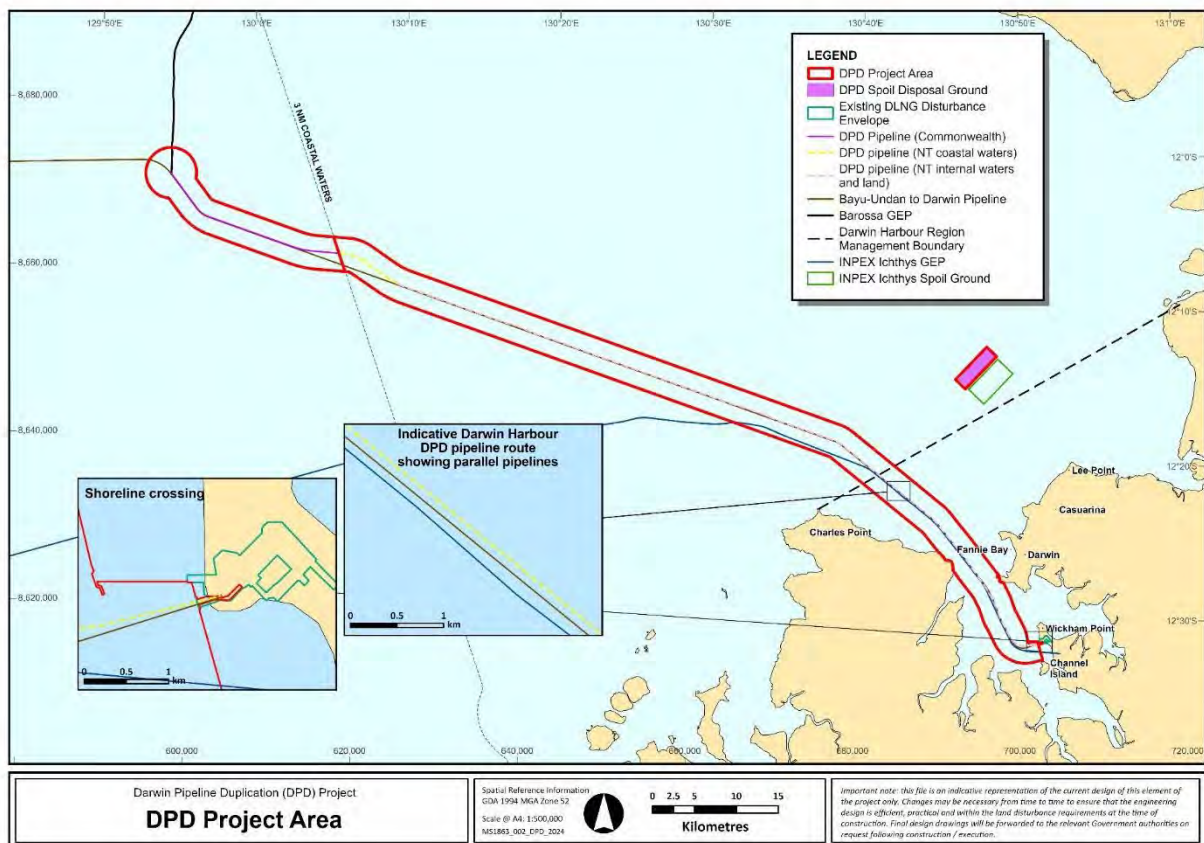 129°50'E
130°0'E
130°10'E
130°20'E
130°30'E
130°40'E
130°50'E
131°0'E
8,680,000
8,660,000
8,640,000
8,620,000
12°0'S
12°10'S
12°20'S
12°30'S
3 NM COASTAL WATERS
LEGEND
DPD Project Area
DPD Spoil Disposal Ground
Existing DLNG Disturbance
Envelope
DPD Pipeline (Commonwealth)
DPD pipeline (NT coastal waters)
DPD pipeline (NT internal waters
and land)
Bayu-Undan to Darwin Pipeline
Barossa GEP
Darwin Harbour Region
Management Boundary
INPEX Ichthys GEP
INPEX Ichthys Spoil Ground
Indicative Darwin Harbour
DPD pipeline route
showing parallel pipelines
0 0.5 1
km
Shoreline crossing
0 0.5 1
km
Lee Point
Casuarina
Charles Point
Fannie Bay
Darwin
Wickham Point
Channel
Island
600,000
620,000
640,000
660,000
680,000
700,000
720,000
Darwin Pipeline Duplication (DPD) Project
DPD Project Area
Spatial Reference Information
GDA 1994 MGA Zone 52
Scale @ A4: 1:500,000
MS1863_002_DPD_2024
0 2.5 5 10 15
Kilometres
Important note: this file is an indicative representation of the current design of this element of
the project only. Changes may be necessary from time to time to ensure that the engineering
design is efficient, practical and within the land disturbance requirements at the time of
construction. Final design drawings will be forwarded to the relevant Government authorities on
request following construction / execution.